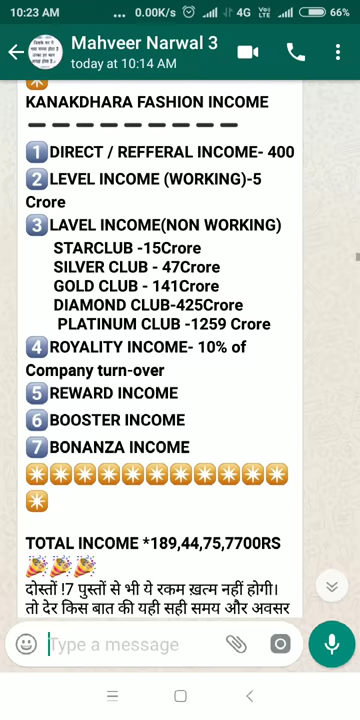 10:23 AM ... 0.00K/S 4G VoLTE 66%
Mahveer Narwal 3
today at 10:14 AM
KANAKDHARA FASHION INCOME
➖➖➖➖➖➖➖➖➖
1 DIRECT / REFFERAL INCOME- 400
2 LEVEL INCOME (WORKING)-5
Crore
3 LAVEL INCOME(NON WORKING)
STARCLUB -15Crore
SILVER CLUB - 47Crore
GOLD CLUB - 141Crore
DIAMOND CLUB-425Crore
PLATINUM CLUB -1259 Crore
4 ROYALITY INCOME- 10% of
Company turn-over
5 REWARD INCOME
6 BOOSTER INCOME
7 BONANZA INCOME
TOTAL INCOME *189,44,75,7700RS
दोस्तों !7 पुस्तों से भी ये रकम ख़त्म नहीं होगी।
तो देर किस बात की यही सही समय और अवसर
Type a message